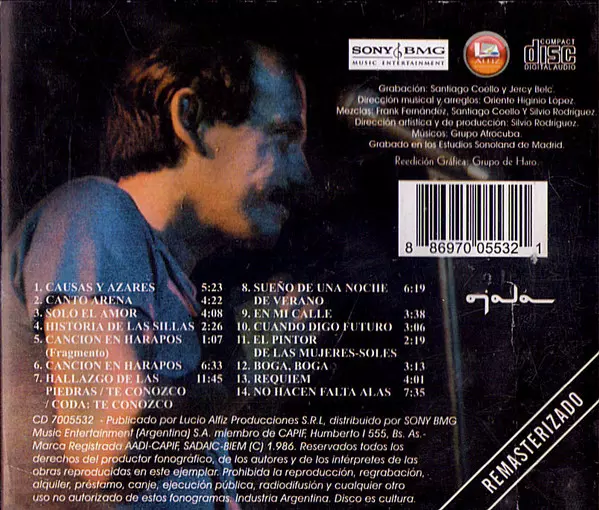 SONY BMG
MUSIC ENTERTAINMENT
LZ
ALFIZ
COMPACT
disc
DIGITAL AUDIO
Grabación: Santiago Coello y Jercy Belc.
Dirección musical y arreglos: Oriente Higinio López.
Mezclas: Frank Fernández, Santiago Coello Y Silvio Rodríguez.
Dirección artística y de producción: Silvio Rodríguez.
Músicos: Grupo Afrocuba.
Grabado en los Estudios Sonoland de Madrid.
Reedición Gráfica: Grupo de Haro.
8 86970 05532 1
ojalá
1. CAUSAS Y AZARES 5:23
2. CANTO ARENA 4:22
3. SOLO EL AMOR 4:08
4. HISTORIA DE LAS SILLAS 2:26
5. CANCION EN HARAPOS 1:07
(Fragmento)
6. CANCION EN HARAPOS 6:33
7. HALLAZGO DE LAS 11:45
PIEDRAS / TE CONOZCO
/ CODA: TE CONOZCO
8. SUEÑO DE UNA NOCHE 6:19
DE VERANO
9. EN MI CALLE 3:38
10. CUANDO DIGO FUTURO 3:06
11. EL PINTOR 2:19
DE LAS MUJERES-SOLES
12. BOGA, BOGA 3:13
13. REQUIEM 4:01
14. NO HACEN FALTA ALAS 7:35
CD 7005532 - Publicado por Lucio Alfiz Producciones S.R.L, distribuido por SONY BMG
Music Entertainment (Argentina) S.A. miembro de CAPIF, Humberto I 555, Bs. As.-
Marca Registrada AADI-CAPIF, SADAIC-BIEM (C) 1.986. Reservados todos los
derechos del productor fonográfico, de los autores y de los intérpretes de las
obras reproducidas en este ejemplar. Prohibida la reproducción, regrabación,
alquiler, préstamo, canje, ejecución pública, radiodifusión y cualquier otro
uso no autorizado de estos fonogramas. Industria Argentina. Disco es cultura.
REMASTERIZADO